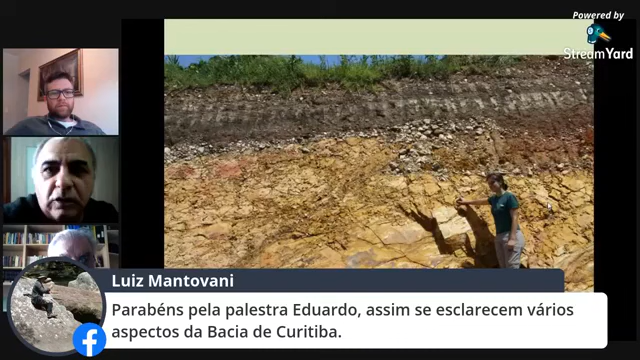 Powered by
StreamYard
Luiz Mantovani
Parabéns pela palestra Eduardo, assim se esclarecem vários
aspectos da Bacia de Curitiba.